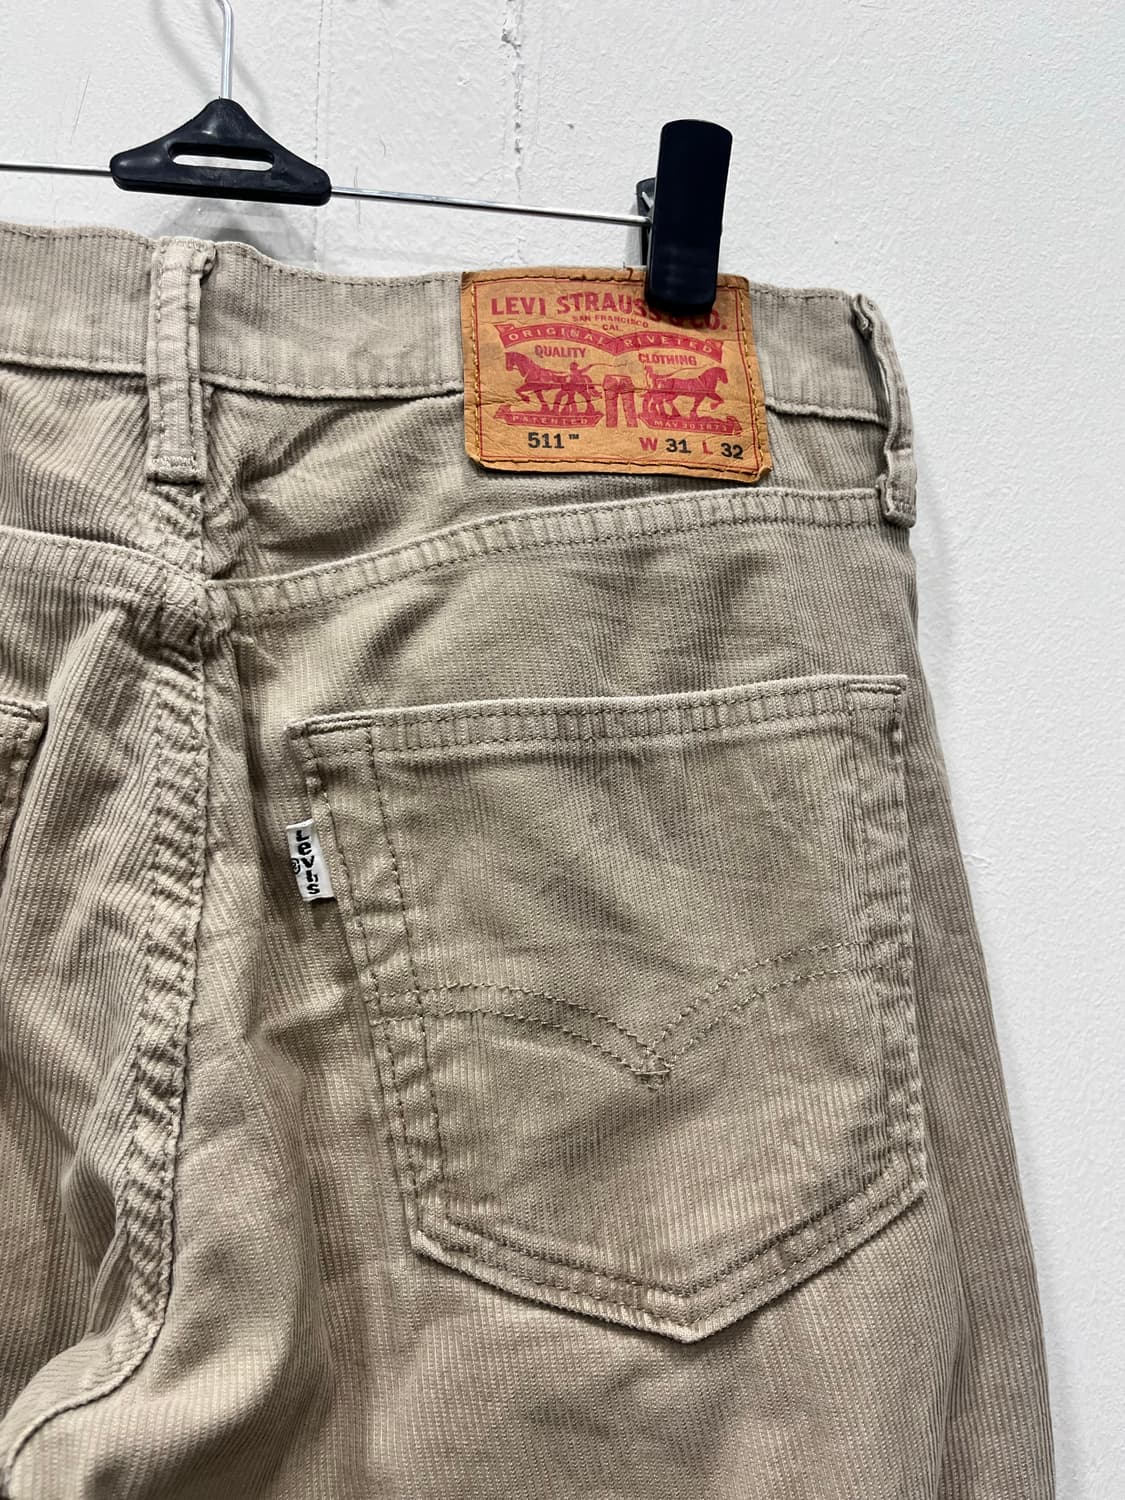 LEVI STRAUSS & CO.
SAN FRANCISCO
CAL.
ORIGINAL RIVETED
QUALITY CLOTHING
PATENTED MAY 20 1873
511™ W 31 L 32
Levi's
®